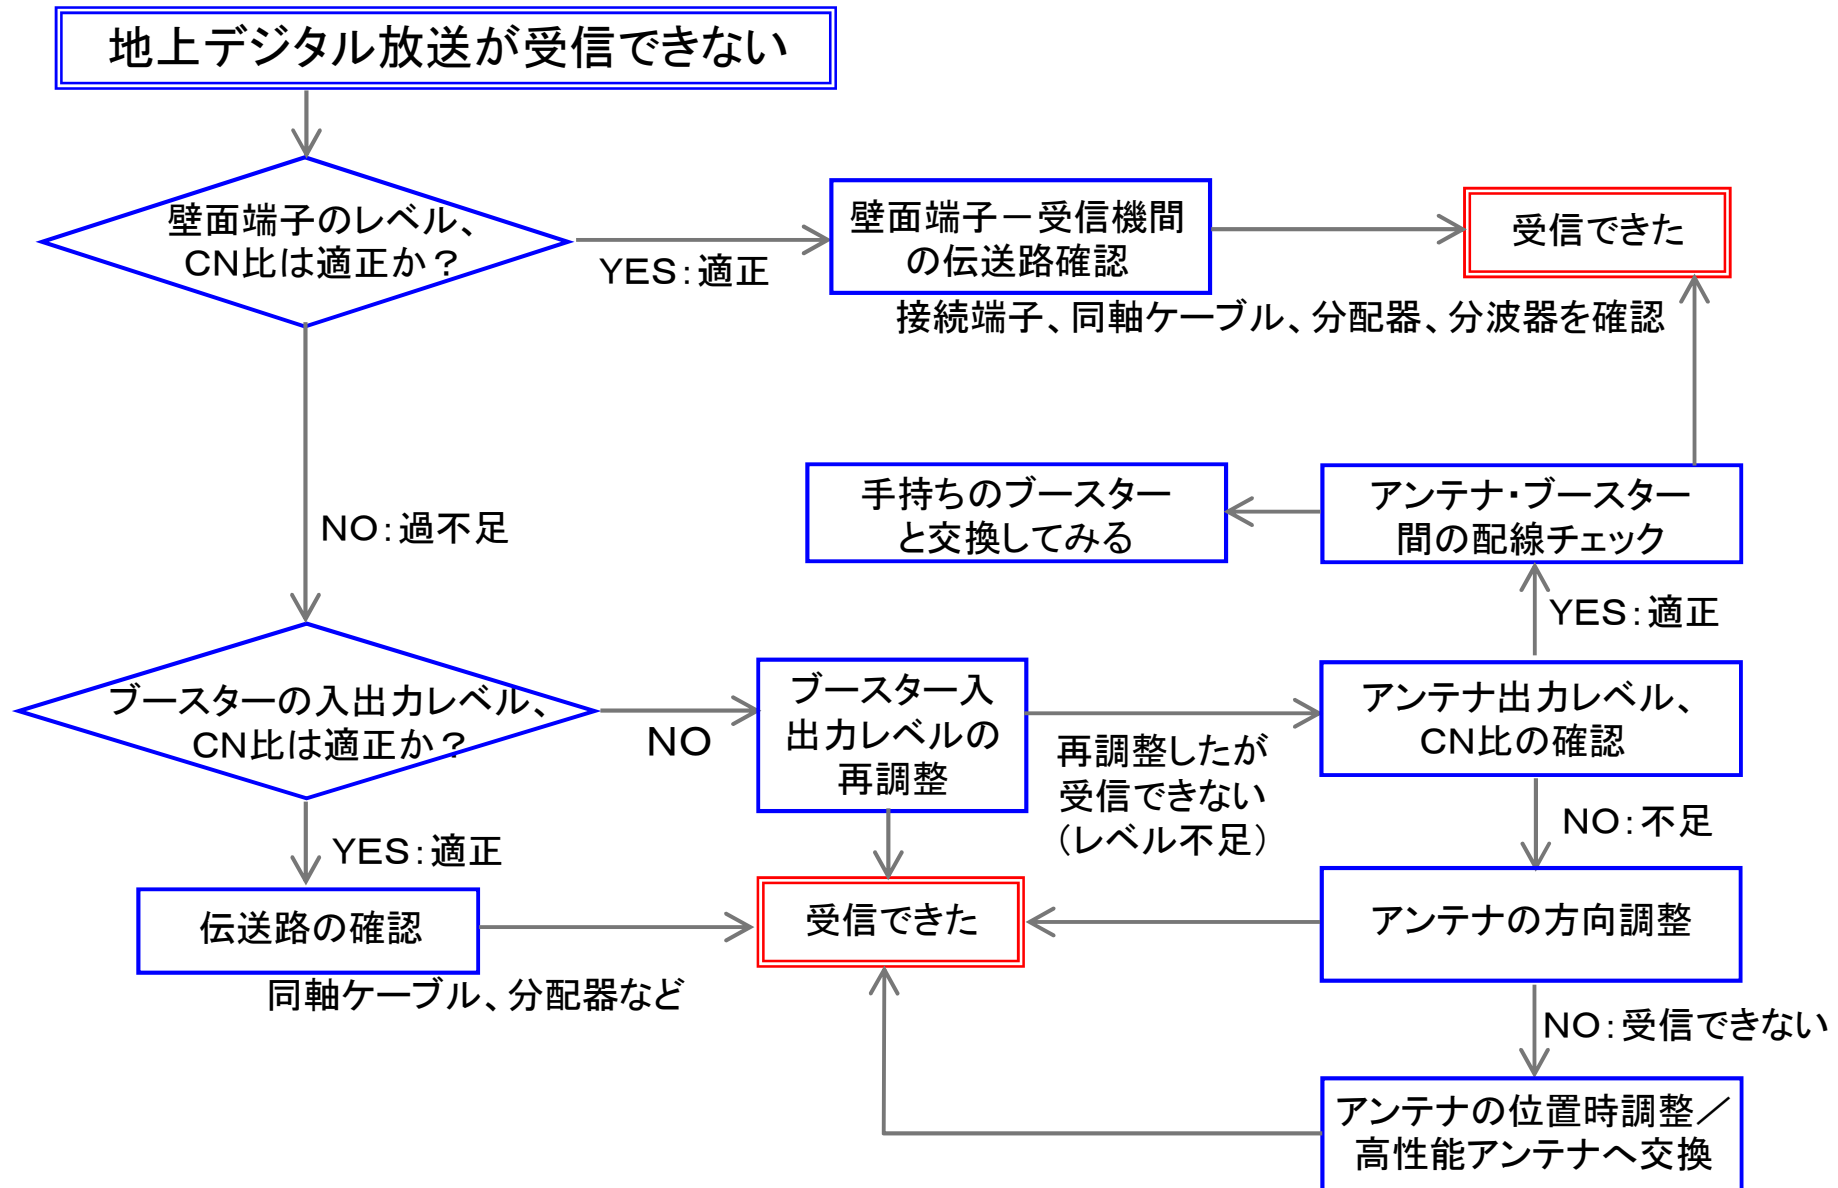 地上デジタル放送が受信できない
壁面端子のレベル、
CN比は適正か？
YES：適正
壁面端子－受信機間
の伝送路確認
受信できた
接続端子、同軸ケーブル、分配器、分波器を確認
NO：過不足
手持ちのブースター
と交換してみる
アンテナ・ブースター
間の配線チェック
YES：適正
ブースターの入出力レベル、
CN比は適正か？
NO
ブースター入
出力レベルの
再調整
再調整したが
受信できない
（レベル不足）
アンテナ出力レベル、
CN比の確認
NO：不足
YES：適正
伝送路の確認
同軸ケーブル、分配器など
受信できた
アンテナの方向調整
NO：受信できない
アンテナの位置時調整／
高性能アンテナへ交換